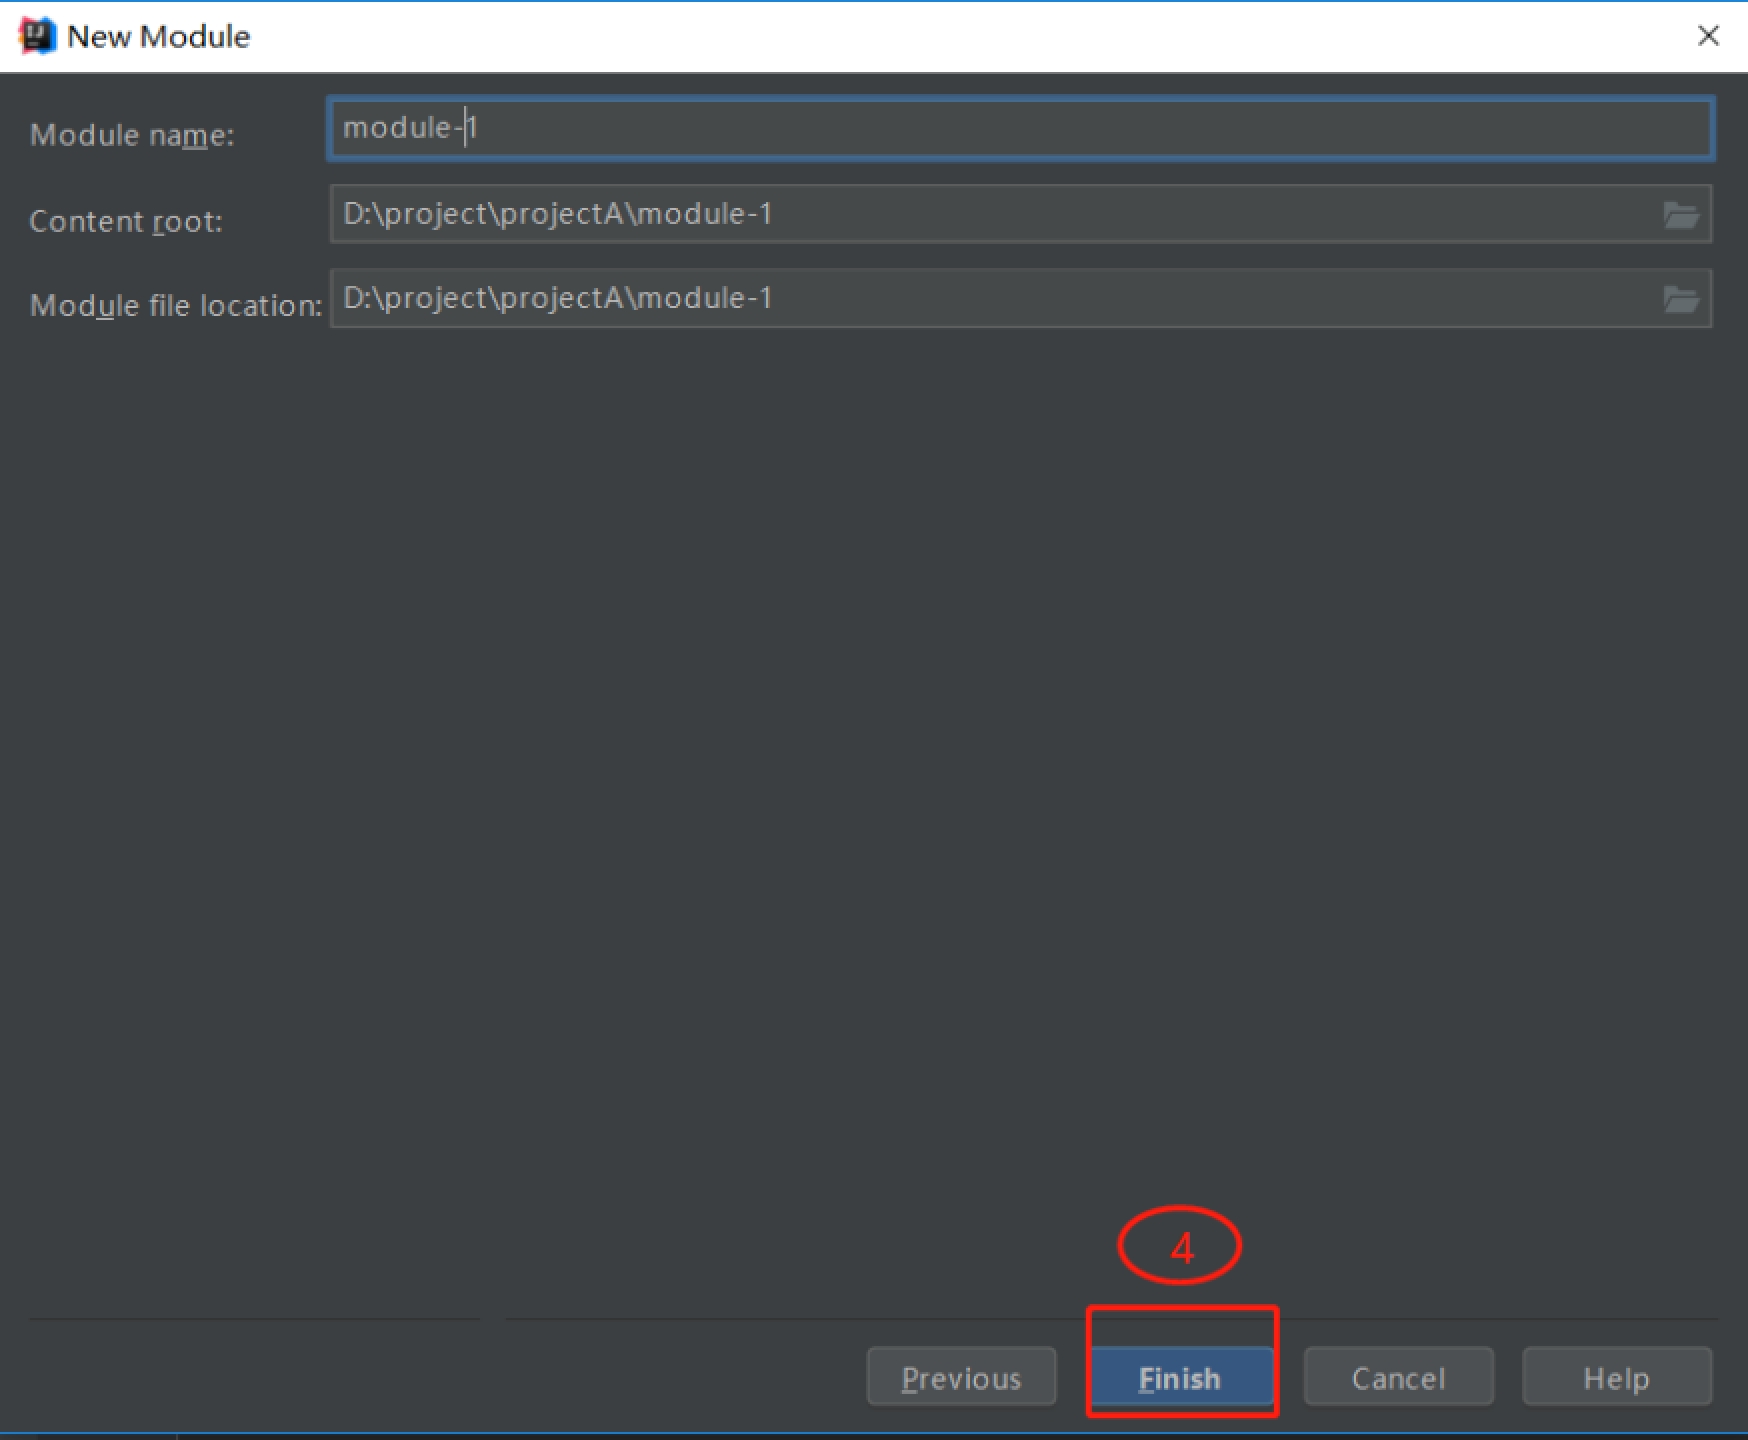 New Module
Module name: module-1
Content root: D:\project\projectA\module-1
Module file location: D:\project\projectA\module-1
4
Previous Finish Cancel Help